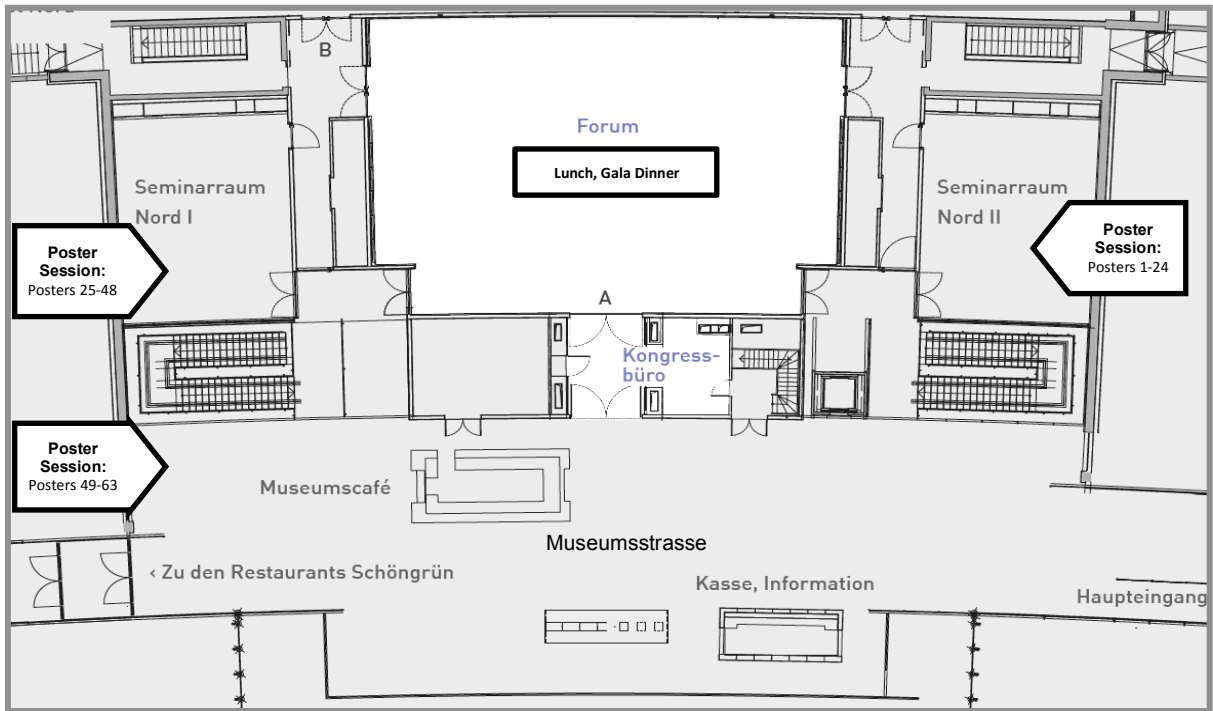 B
Forum
Lunch, Gala Dinner
Seminarraum
Nord I
Seminarraum
Nord II
Poster
Session:
Posters 25-48
Poster
Session:
Posters 1-24
A
Kongress-
büro
Poster
Session:
Posters 49-63
Museumscafé
Museumsstrasse
‹ Zu den Restaurants Schöngrün
Kasse, Information
Haupteingang